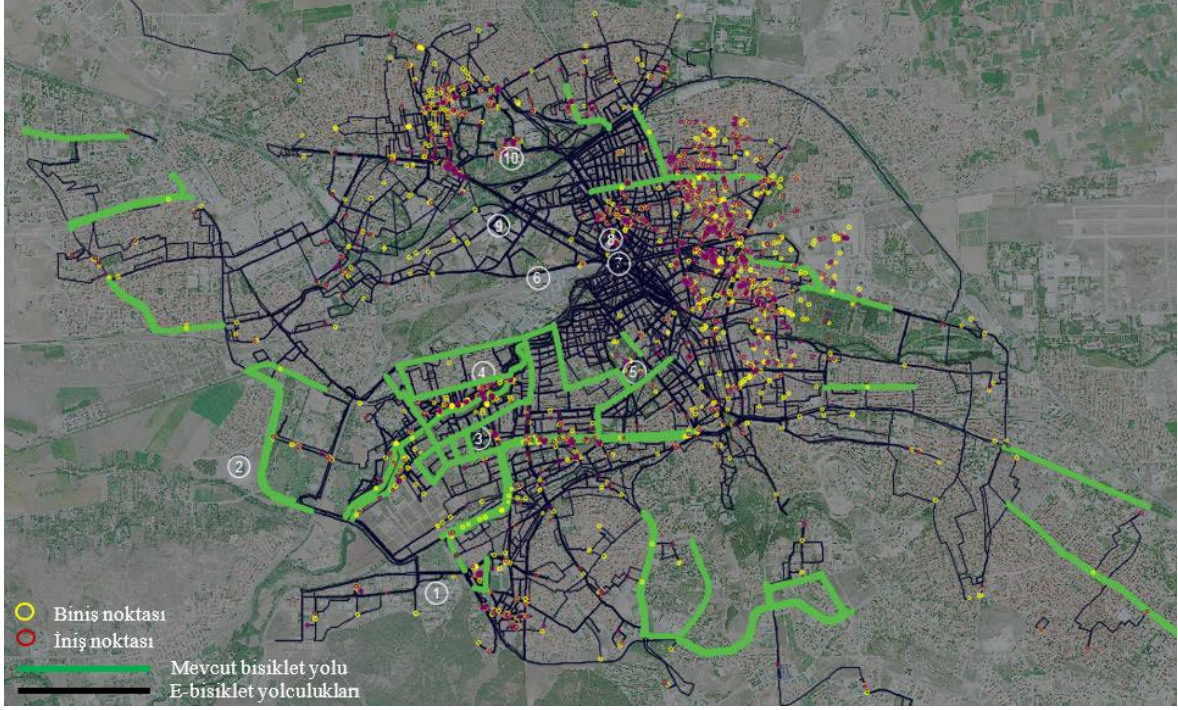 10
9
8
7
6
5
4
3
2
1
Biniş noktası
İniş noktası
Mevcut bisiklet yolu
E-bisiklet yolculukları